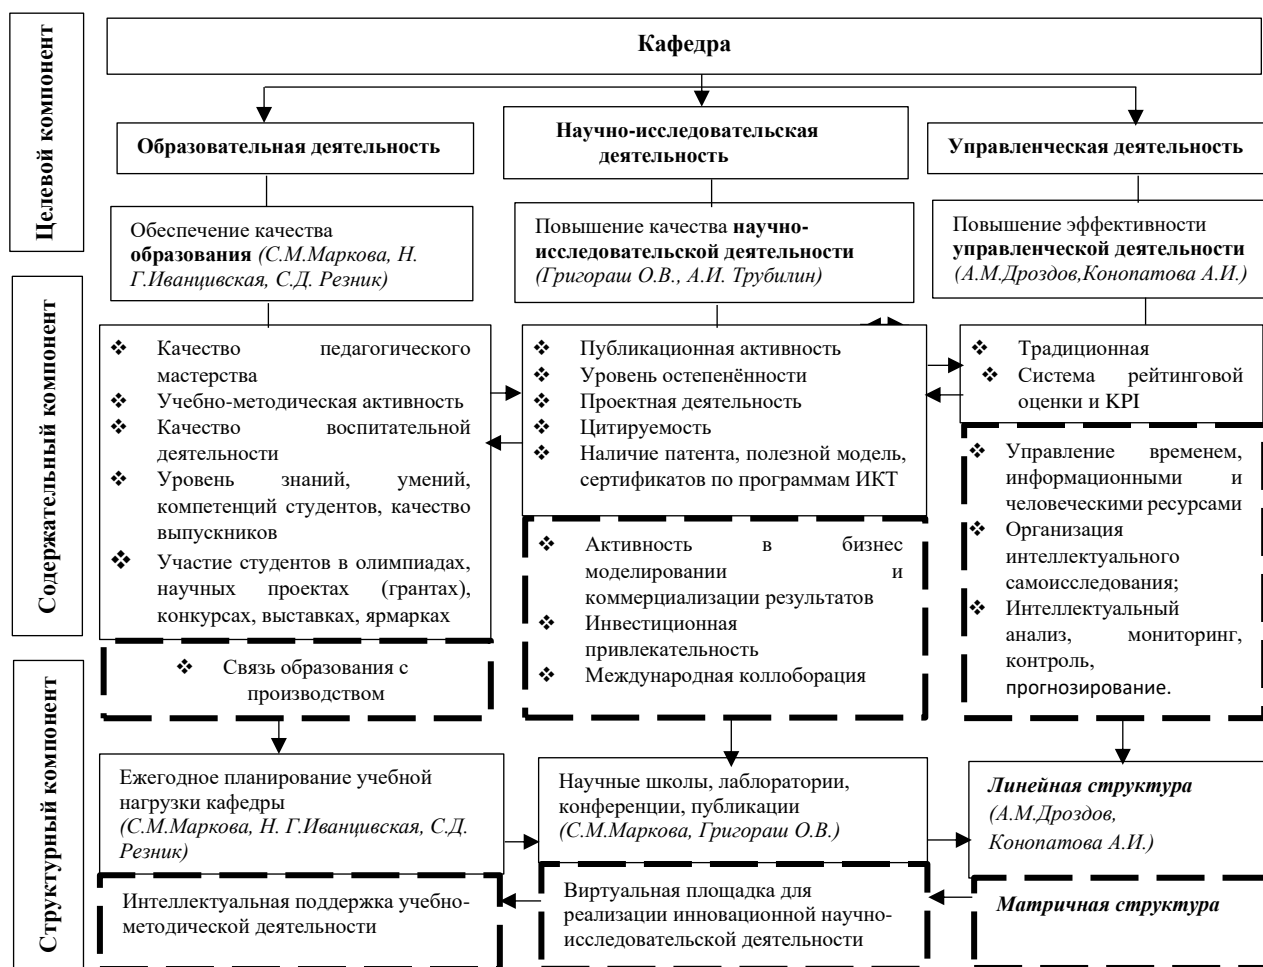 Целевой компонент
Кафедра
Образовательная деятельность
Научно-исследовательская
деятельность
Управленческая деятельность
Обеспечение качества
образования (С.М.Маркова, Н.
Г.Иванцивская, С.Д. Резник)
Повышение качества научно-
исследовательской деятельности
(Григораш О.В., А.И. Трубилин)
Повышение эффективности
управленческой деятельности
(А.М.Дроздов,Конопатова А.И.)
Содержательный компонент
❖ Качество педагогического
мастерства
❖ Учебно-методическая активность
❖ Качество воспитательной
деятельности
❖ Уровень знаний, умений,
компетенций студентов, качество
выпускников
❖ Участие студентов в олимпиадах,
научных проектах (грантах),
конкурсах, выставках, ярмарках
❖ Связь образования с
производством
❖ Публикационная активность
❖ Уровень остепенённости
❖ Проектная деятельность
❖ Цитируемость
❖ Наличие патента, полезной модель,
сертификатов по программам ИКТ
❖ Активность в бизнес
моделировании и
коммерциализации результатов
❖ Инвестиционная
привлекательность
❖ Международная коллоборация
❖ Традиционная
❖ Система рейтинговой
оценки и KPI
❖ Управление временем,
информационными и
человеческими ресурсами
❖ Организация
интеллектуального
самоисследования;
❖ Интеллектуальный
анализ, мониторинг,
контроль,
прогнозирование.
Структурный компонент
Ежегодное планирование учебной
нагрузки кафедры
(С.М.Маркова, Н. Г.Иванцивская, С.Д.
Резник)
Научные школы, лаблоратории,
конференции, публикации
(С.М.Маркова, Григораш О.В.)
Линейная структура
(А.М.Дроздов,
Конопатова А.И.)
Интеллектуальная поддержка учебно-
методической деятельности
Виртуальная площадка для
реализации инновационной научно-
исследовательской деятельности
Матричная структура